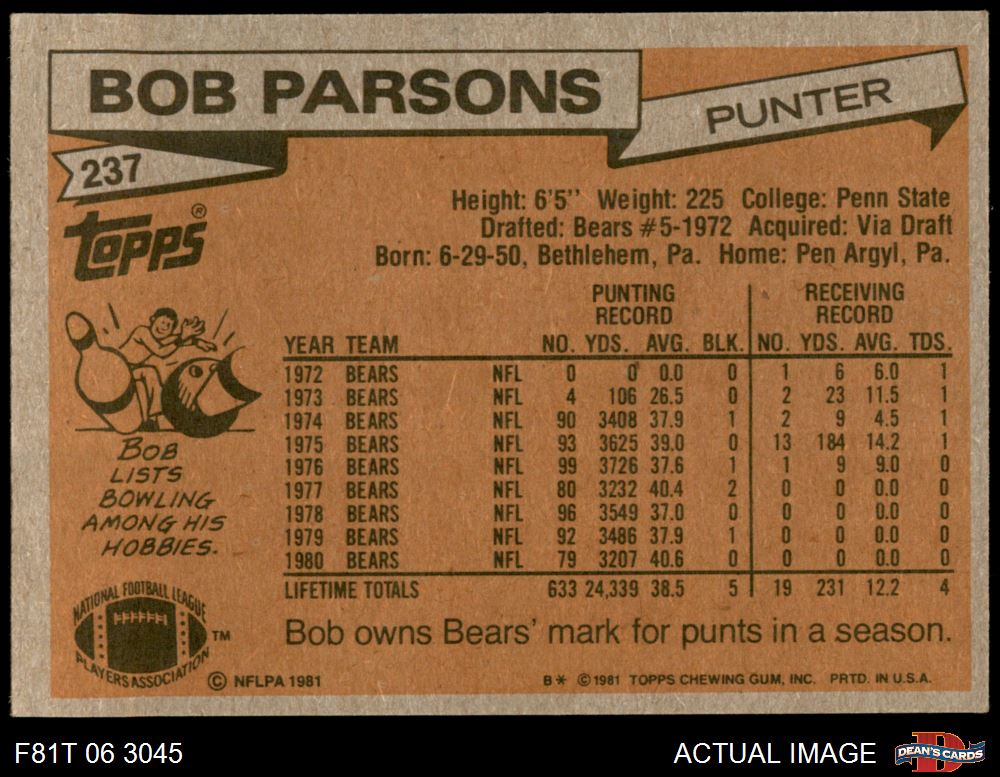 BOB PARSONS
PUNTER
237
TOPPS®
Height: 6'5'' Weight: 225 College: Penn State
Drafted: Bears #5-1972 Acquired: Via Draft
Born: 6-29-50, Bethlehem, Pa. Home: Pen Argyl, Pa.
PUNTING RECORD RECEIVING RECORD
YEAR TEAM NO. YDS. AVG. BLK. NO. YDS. AVG. TDS.
1972 BEARS NFL 0 0 0.0 0 1 6 6.0 1
1973 BEARS NFL 4 106 26.5 0 2 23 11.5 1
1974 BEARS NFL 90 3408 37.9 1 2 9 4.5 1
1975 BEARS NFL 93 3625 39.0 0 13 184 14.2 1
1976 BEARS NFL 99 3726 37.6 1 1 9 9.0 0
1977 BEARS NFL 80 3232 40.4 2 0 0 0.0 0
1978 BEARS NFL 96 3549 37.0 0 0 0 0.0 0
1979 BEARS NFL 92 3486 37.9 1 0 0 0.0 0
1980 BEARS NFL 79 3207 40.6 0 0 0 0.0 0
LIFETIME TOTALS 633 24,339 38.5 5 19 231 12.2 4
BOB
LISTS
BOWLING
AMONG HIS
HOBBIES.
NATIONAL FOOTBALL LEAGUE
PLAYERS ASSOCIATION
TM
Bob owns Bears' mark for punts in a season.
© NFLPA 1981
B* © 1981 TOPPS CHEWING GUM, INC. PRTD. IN U.S.A.
F81T 06 3045
ACTUAL IMAGE
D
DEAN'S CARDS